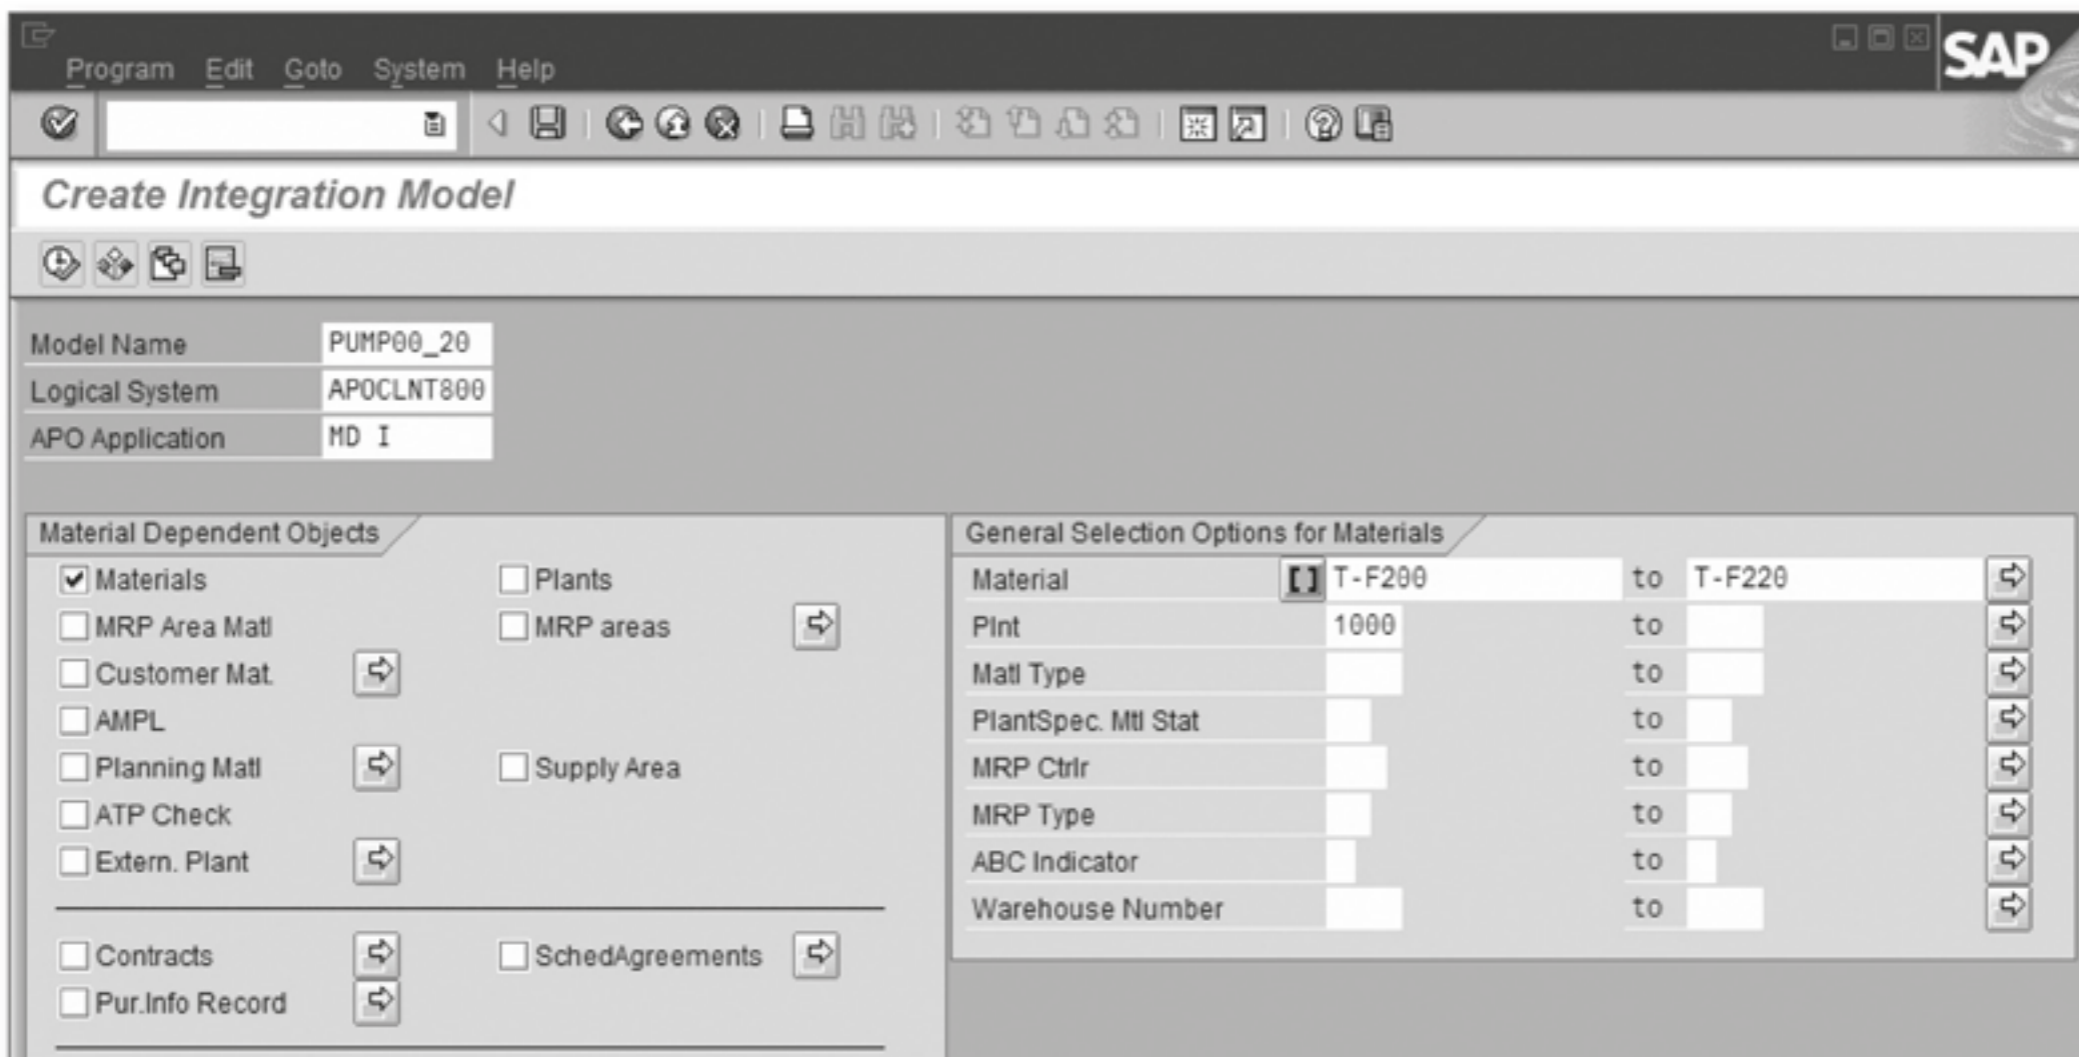 Program Edit Goto System Help
SAP
Create Integration Model
Model Name PUMP00_20
Logical System APOCLNT800
APO Application MD I
Material Dependent Objects
Materials Plants
MRP Area Matl MRP areas
Customer Mat.
AMPL
Planning Matl Supply Area
ATP Check
Extern. Plant
Contracts SchedAgreements
Pur.Info Record
General Selection Options for Materials
Material T-F200 to T-F220
Plnt 1000 to
Matl Type to
PlantSpec. Mtl Stat to
MRP Ctrlr to
MRP Type to
ABC Indicator to
Warehouse Number to